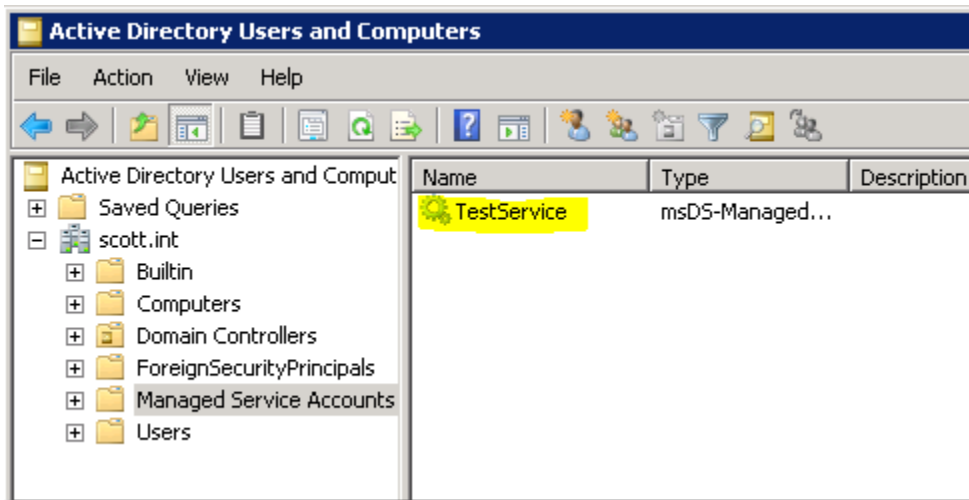 Active Directory Users and Computers
File Action View Help
Active Directory Users and Comput
Saved Queries
scott.int
Builtin
Computers
Domain Controllers
ForeignSecurityPrincipals
Managed Service Accounts
Users
Name Type Description
TestService msDS-Managed...